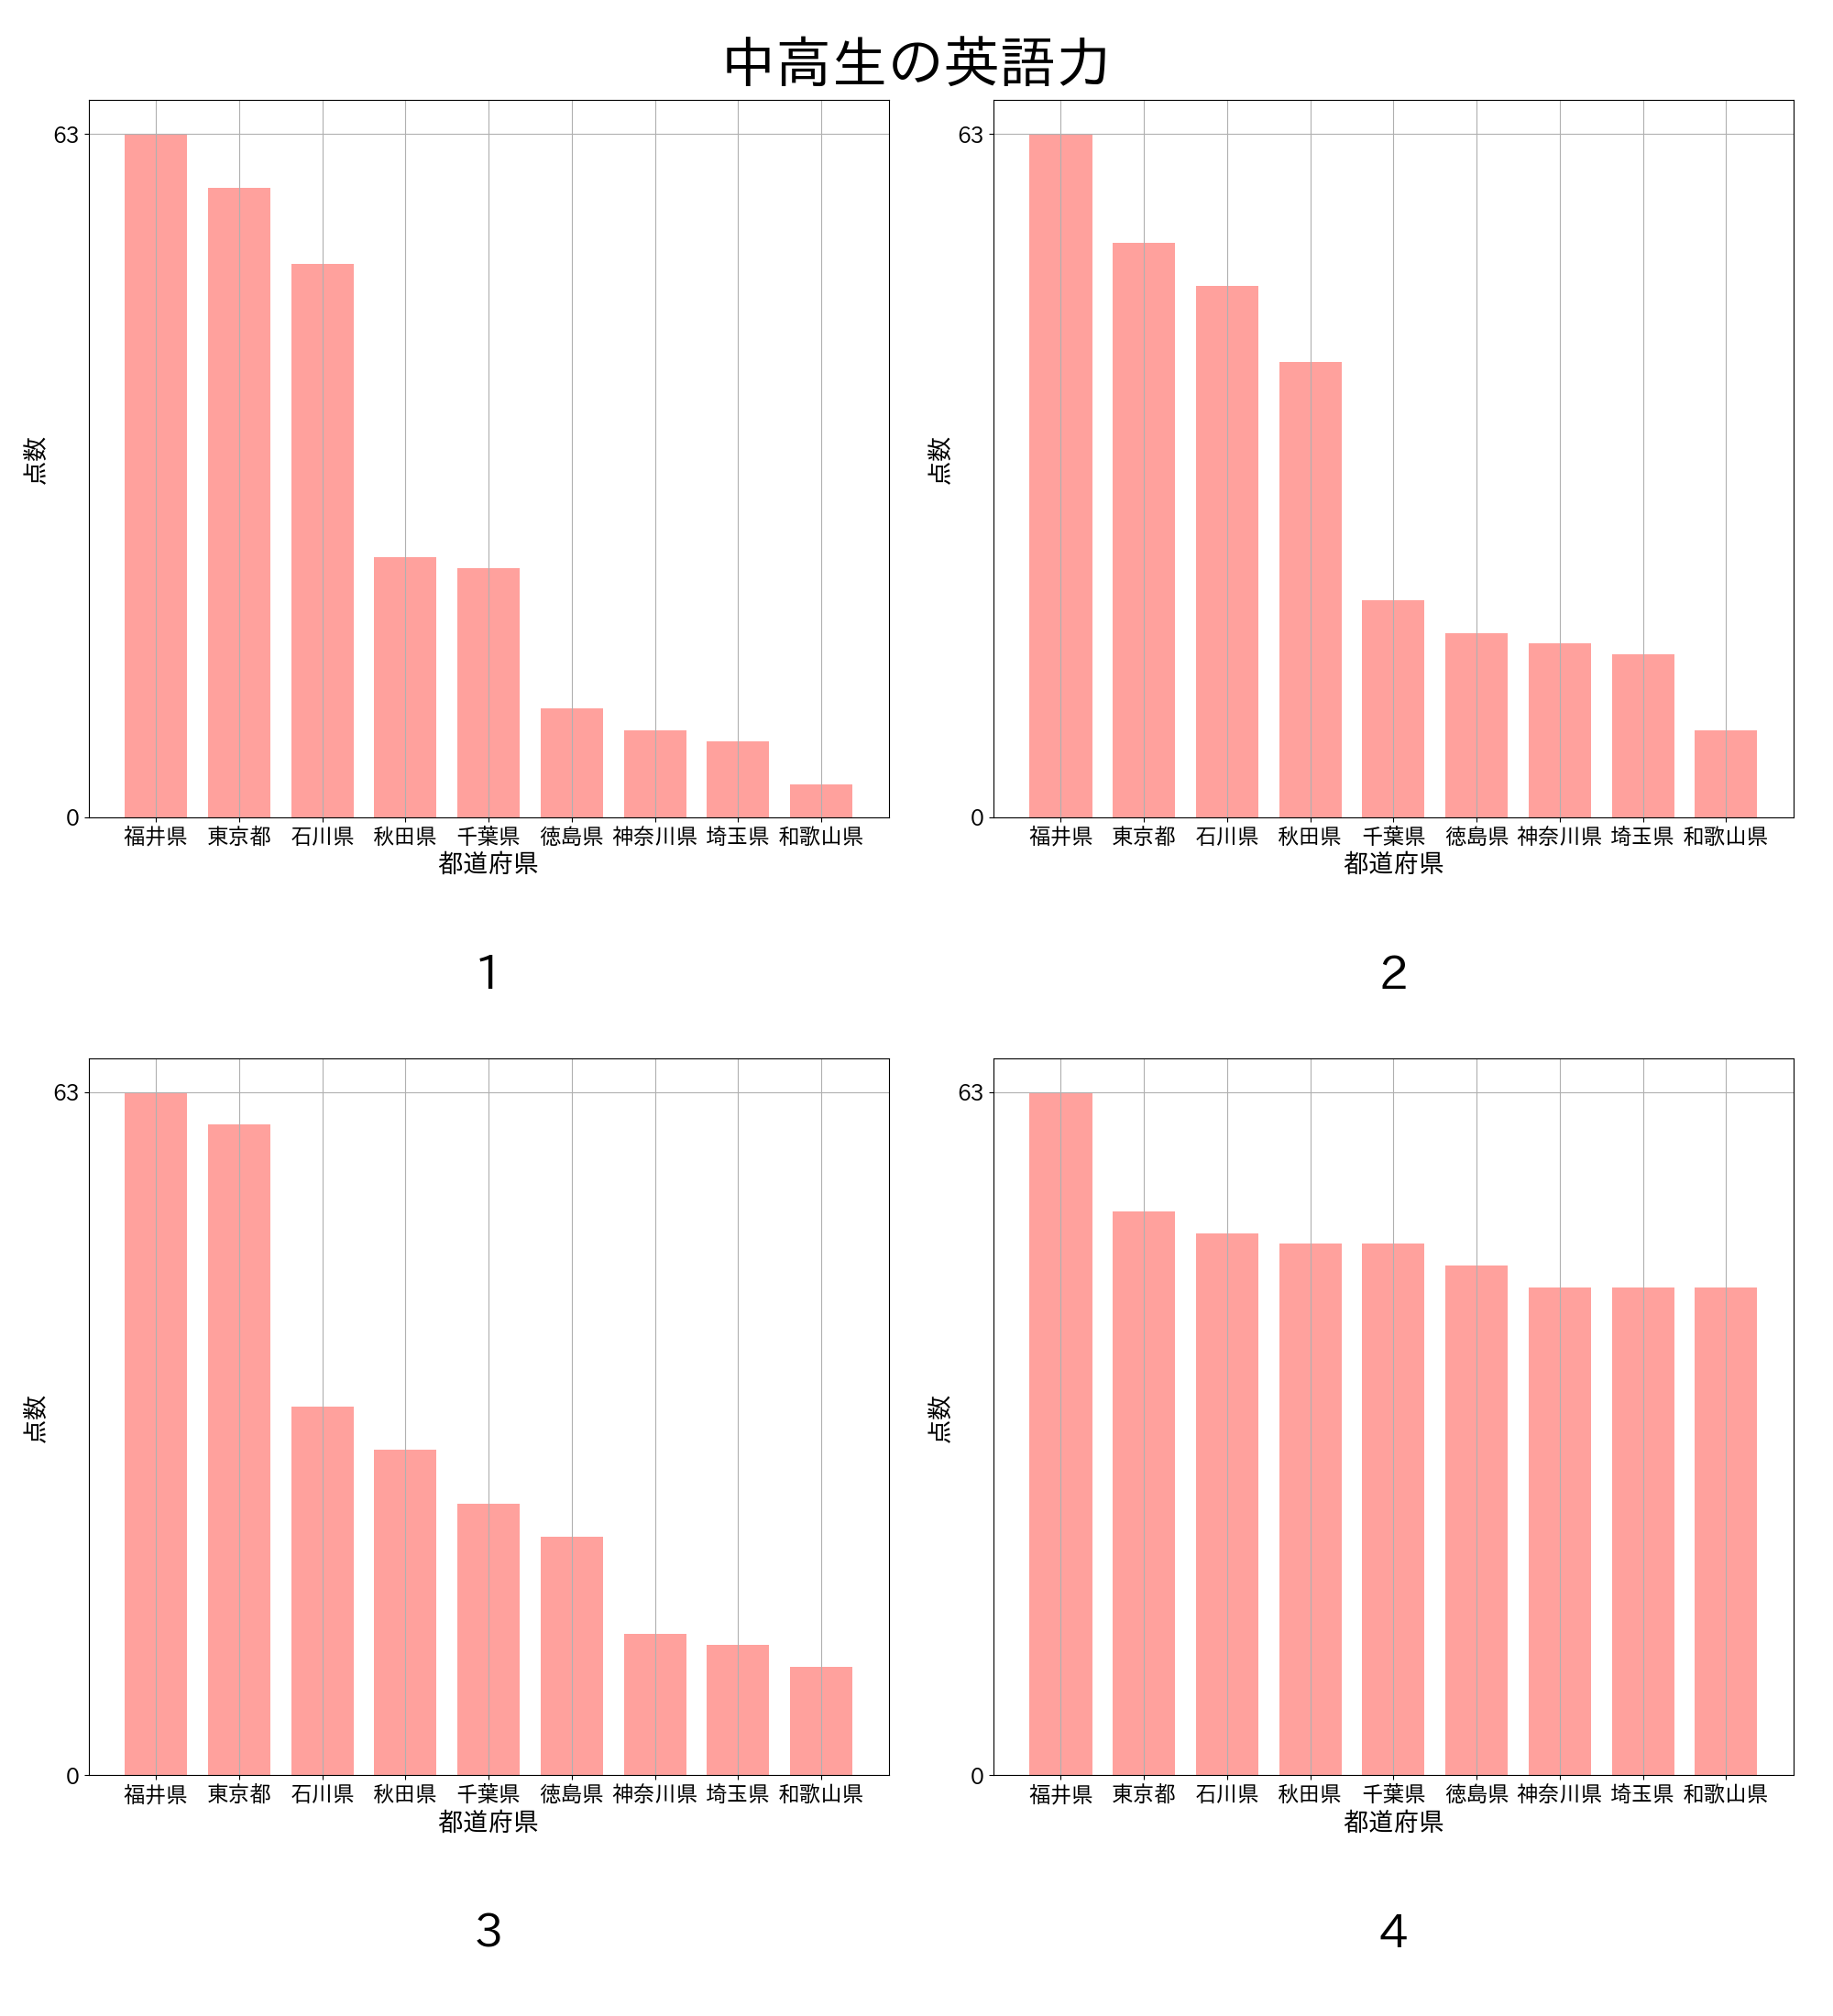 中高生の英語力
63
点数
0
福井県 東京都 石川県 秋田県 千葉県 徳島県 神奈川県 埼玉県 和歌山県
都道府県
1
63
点数
0
福井県 東京都 石川県 秋田県 千葉県 徳島県 神奈川県 埼玉県 和歌山県
都道府県
2
63
点数
0
福井県 東京都 石川県 秋田県 千葉県 徳島県 神奈川県 埼玉県 和歌山県
都道府県
3
63
点数
0
福井県 東京都 石川県 秋田県 千葉県 徳島県 神奈川県 埼玉県 和歌山県
都道府県
4